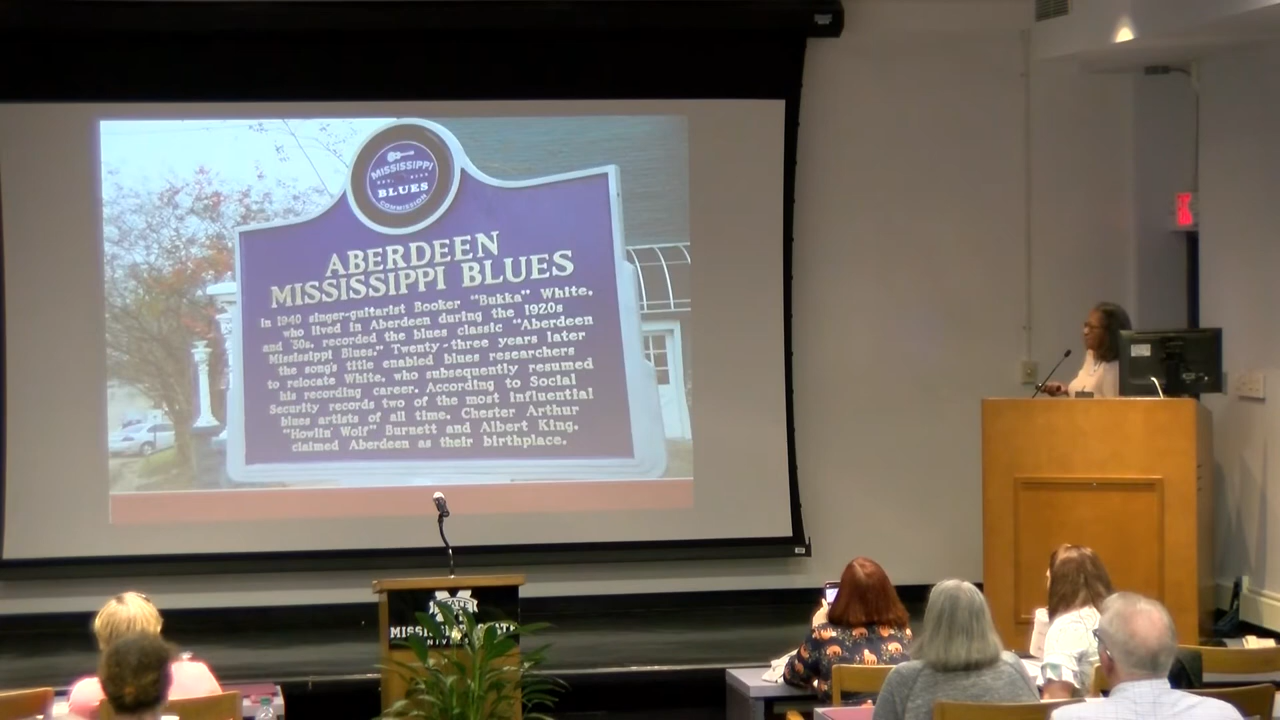 MISSISSIPPI
BLUES
COMMISSION
ABERDEEN
MISSISSIPPI BLUES
In 1940 singer-guitarist Booker "Bukka" White,
who lived in Aberdeen during the 1920s
and '30s, recorded the blues classic "Aberdeen
Mississippi Blues." Twenty-three years later
the song's title enabled blues researchers
to relocate White, who subsequently resumed
his recording career. According to Social
Security records two of the most influential
blues artists of all time, Chester Arthur
"Howlin' Wolf" Burnett and Albert King,
claimed Aberdeen as their birthplace.
STATE